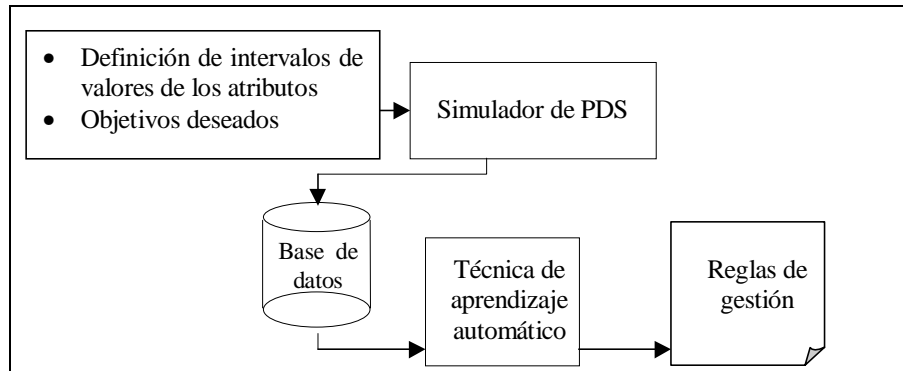 • Definición de intervalos de
valores de los atributos
• Objetivos deseados
Simulador de PDS
Base de
datos
Técnica de
aprendizaje
automático
Reglas de
gestión